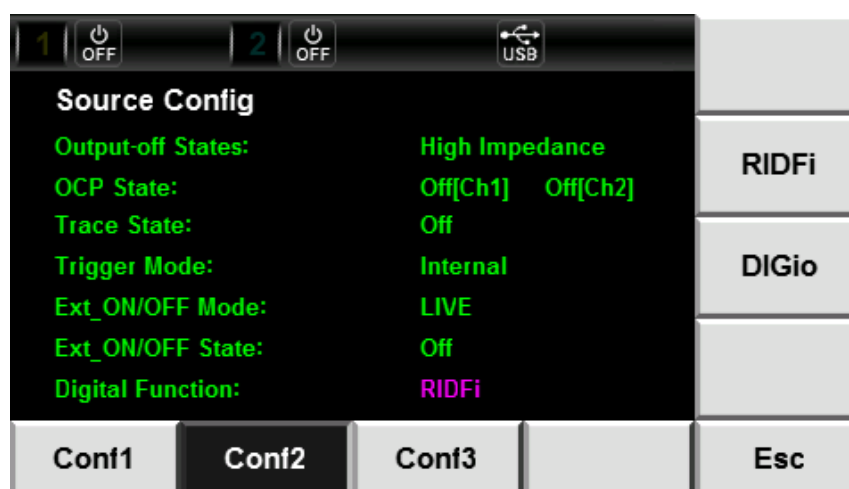 1 OFF 2 OFF USB
Source Config
Output-off States: High Impedance
OCP State: Off[Ch1] Off[Ch2]
RIDFi
Trace State: Off
Trigger Mode: Internal
DIGio
Ext_ON/OFF Mode: LIVE
Ext_ON/OFF State: Off
Digital Function: RIDFi
Conf1 Conf2 Conf3 Esc